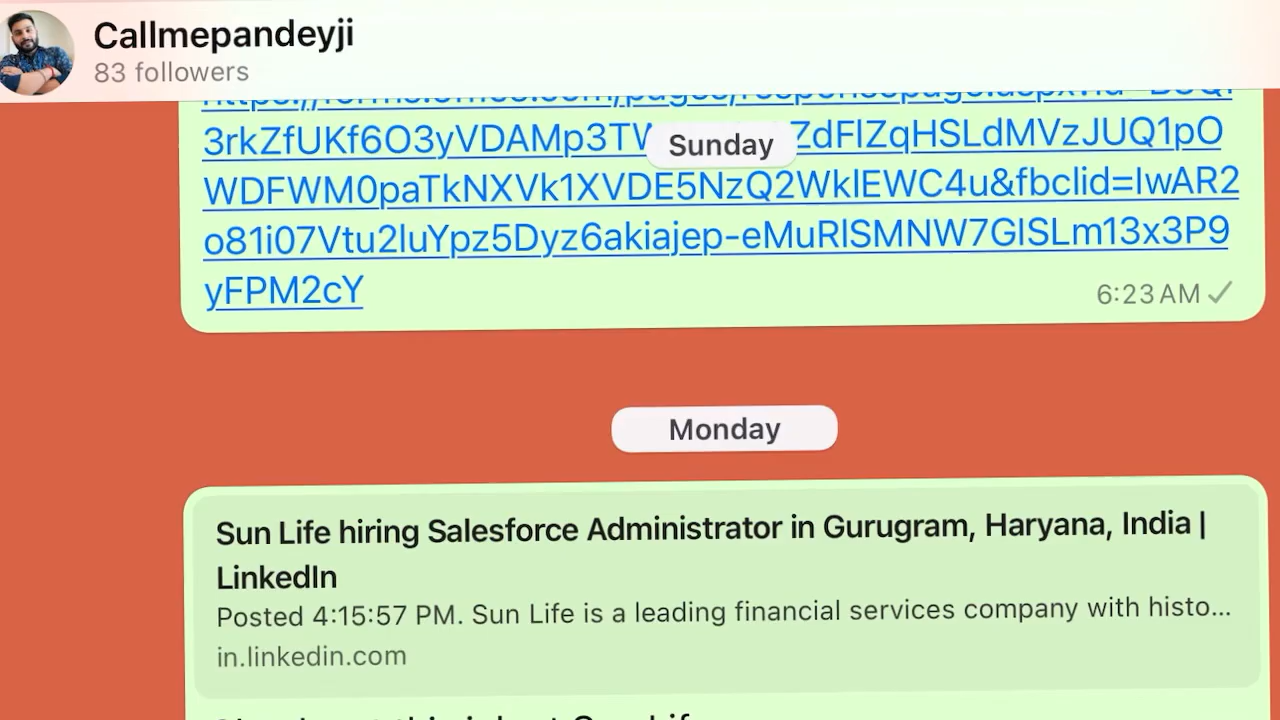 Callmepandeyji
83 followers
3rkZfUKf6O3yVDAMp3TW ZdFlZqHSLdMVzJUQ1pO
Sunday
WDFWM0paTkNXVk1XVDE5NzQ2WklEWC4u&fbclid=IwAR2
o81i07Vtu2luYpz5Dyz6akiajep-eMuRlSMNW7GlSLm13x3P9
yFPM2cY
6:23 AM
Monday
Sun Life hiring Salesforce Administrator in Gurugram, Haryana, India |
LinkedIn
Posted 4:15:57 PM. Sun Life is a leading financial services company with histo...
in.linkedin.com